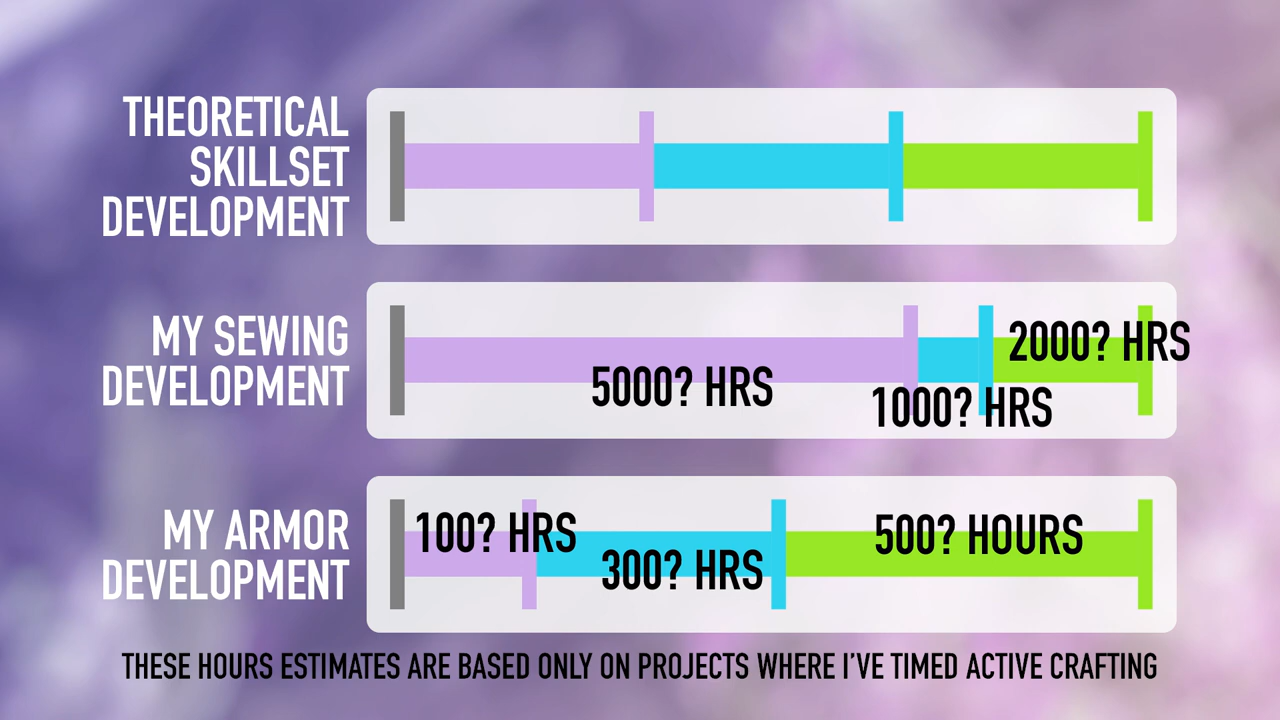 THEORETICAL
SKILLSET
DEVELOPMENT
MY SEWING
DEVELOPMENT
5000? HRS
1000? HRS
2000? HRS
MY ARMOR
DEVELOPMENT
100? HRS
300? HRS
500? HOURS
THESE HOURS ESTIMATES ARE BASED ONLY ON PROJECTS WHERE I'VE TIMED ACTIVE CRAFTING